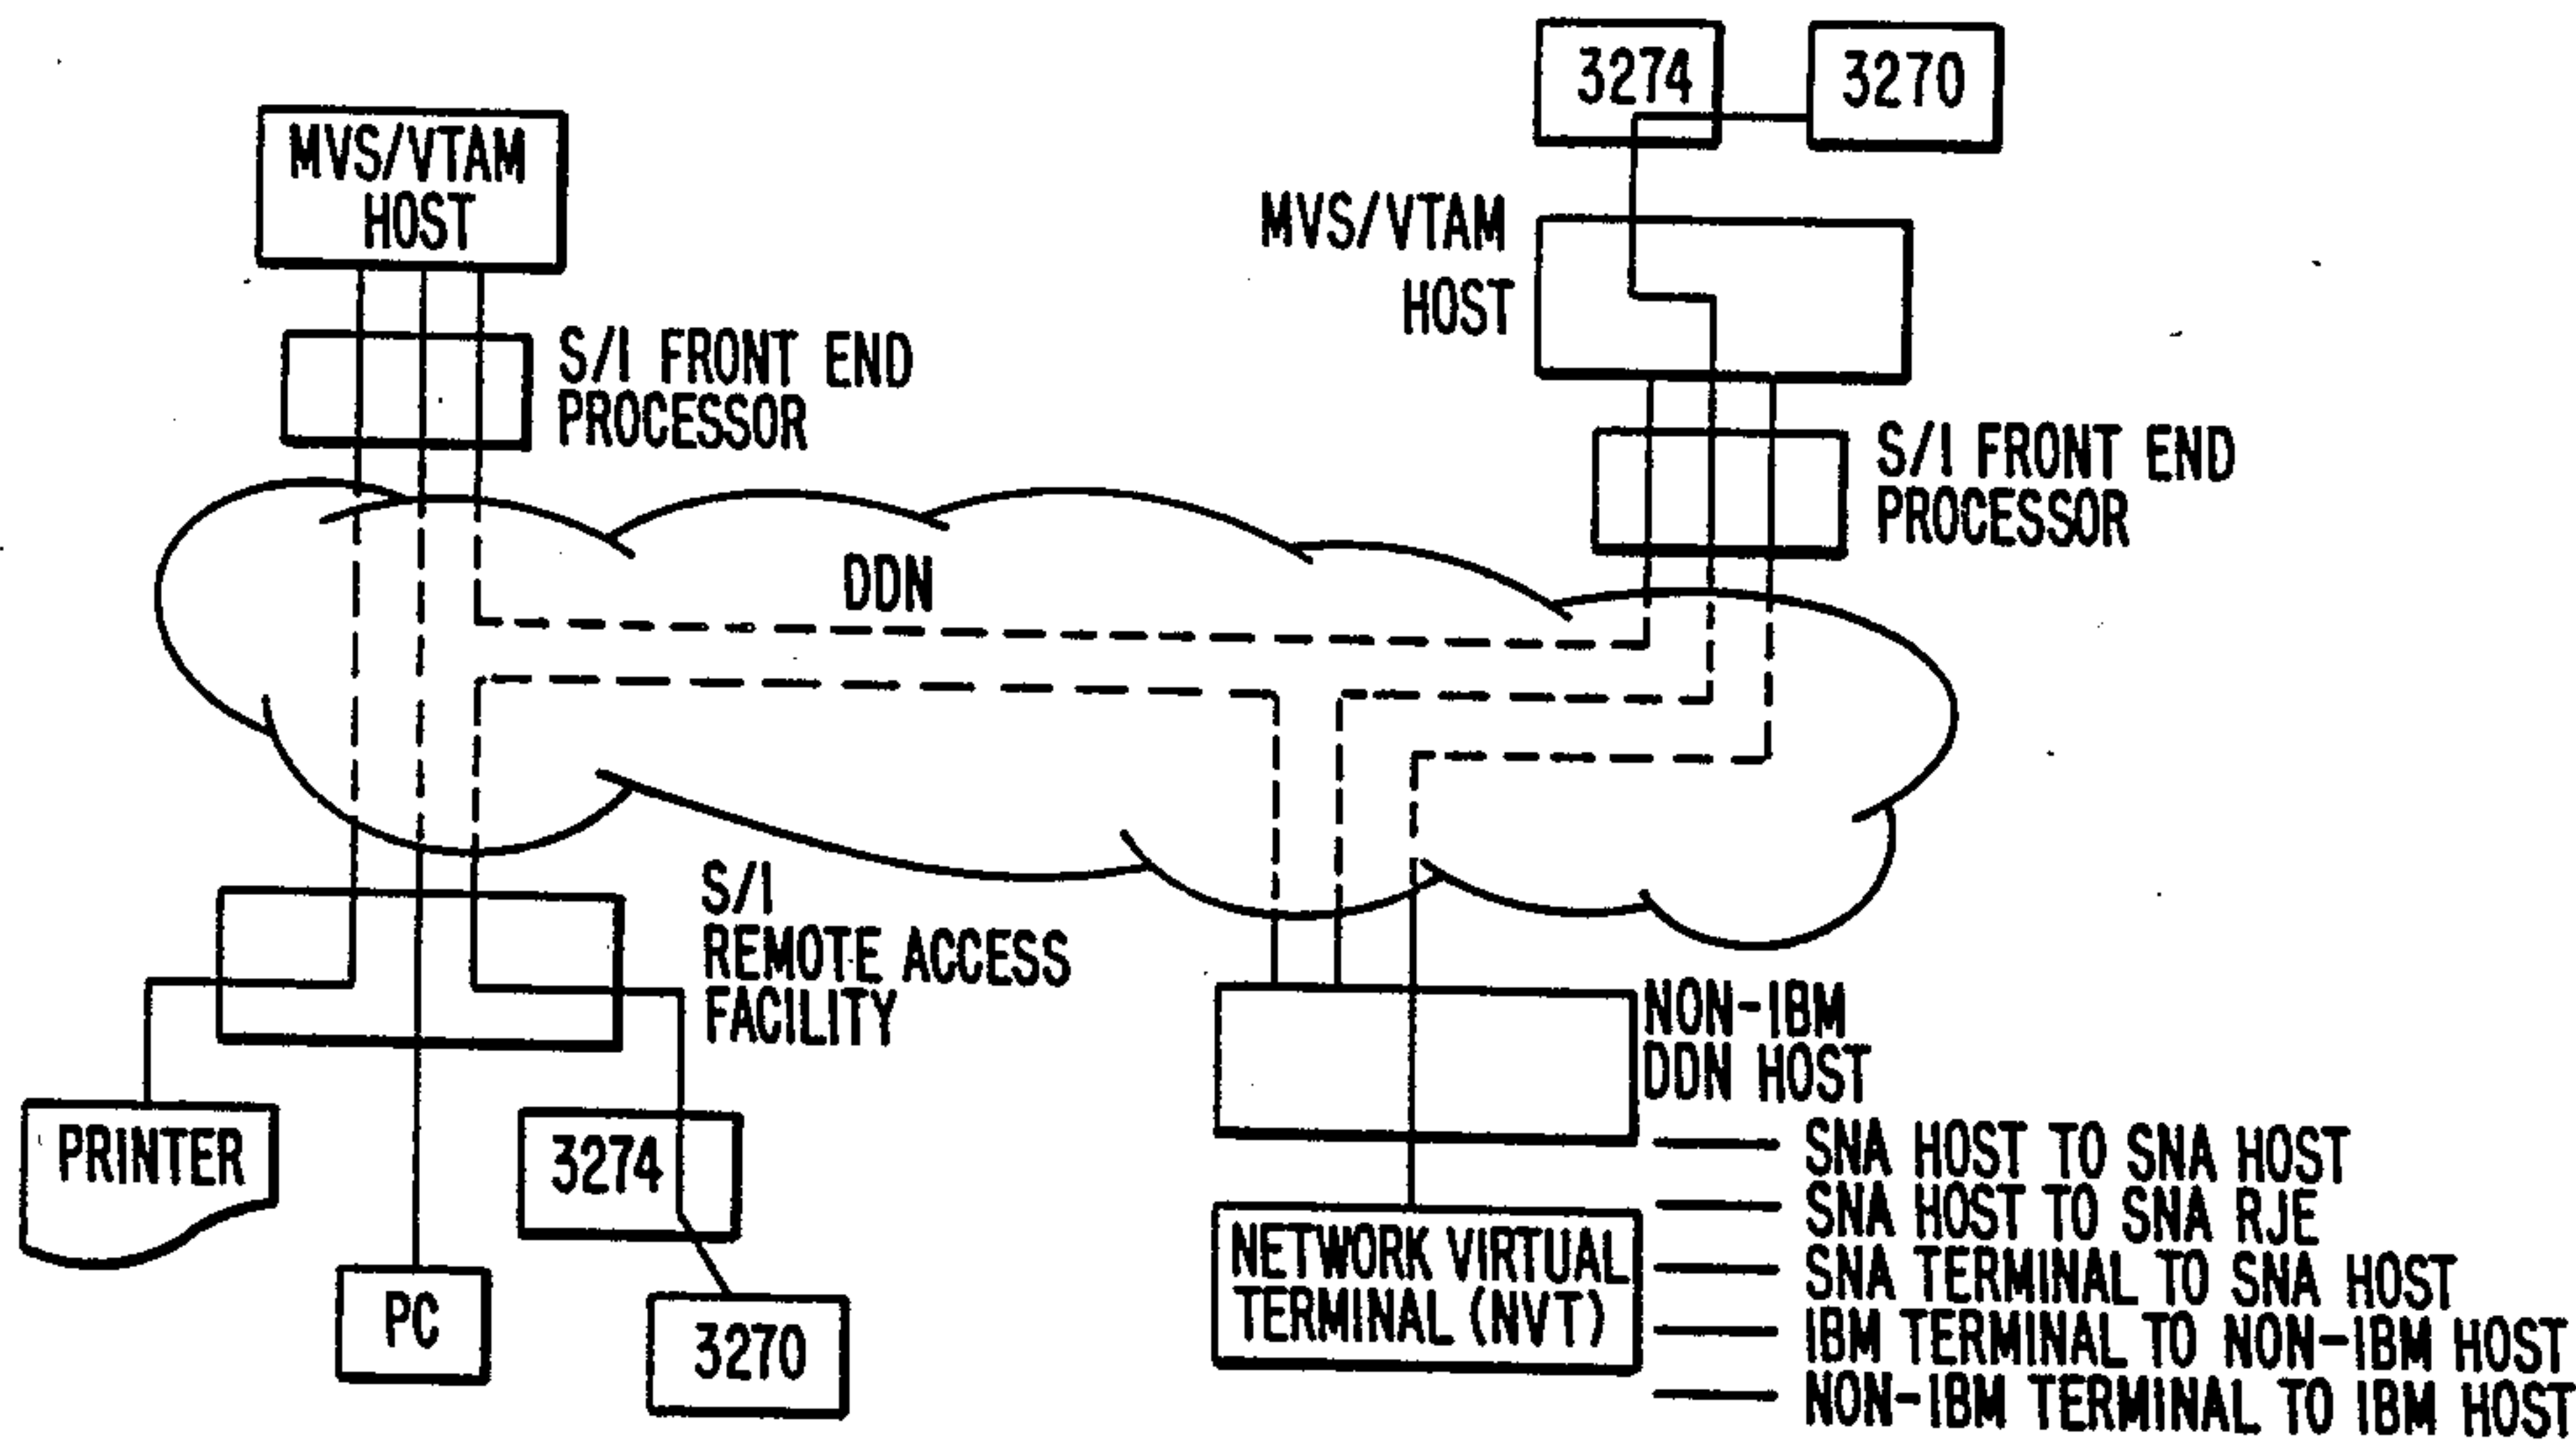 3274
3270
MVS/VTAM
HOST
MVS/VTAM
HOST
S/I FRONT END
PROCESSOR
S/I FRONT END
PROCESSOR
DDN
S/I
REMOTE ACCESS
FACILITY
NON-IBM
DDN HOST
PRINTER
3274
PC
3270
NETWORK VIRTUAL
TERMINAL (NVT)
SNA HOST TO SNA HOST
SNA HOST TO SNA RJE
SNA TERMINAL TO SNA HOST
IBM TERMINAL TO NON-IBM HOST
NON-IBM TERMINAL TO IBM HOST